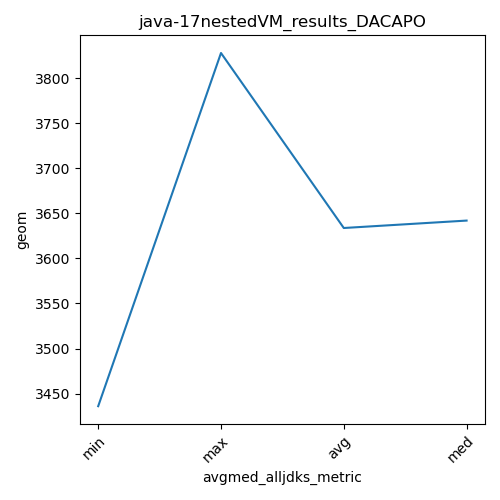 java-17nestedVM_results_DACAPO
geom
3800
3750
3700
3650
3600
3550
3500
3450
min
max
avg
med
avgmed_alljdks_metric